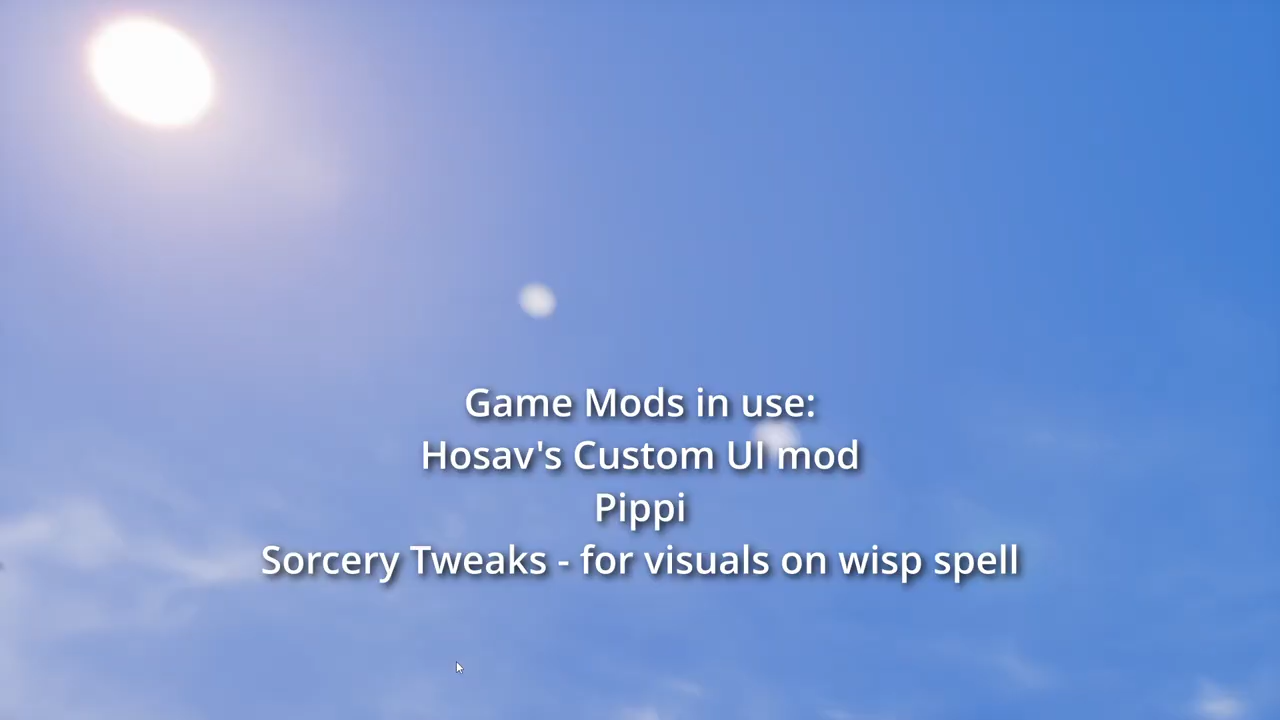 Game Mods in use:
Hosav's Custom UI mod
Pippi
Sorcery Tweaks - for visuals on wisp spell